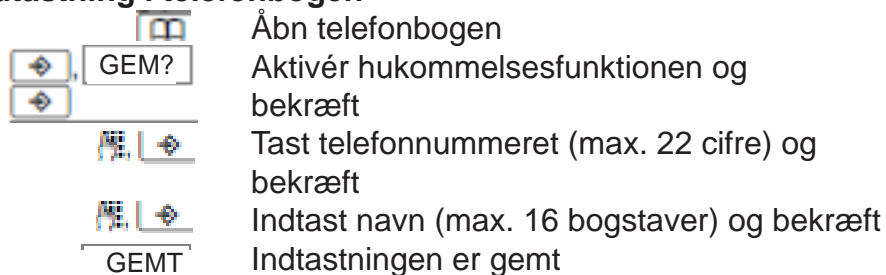 Åbn telefonbogen
GEM? Aktivér hukommelsesfunktionen og
bekræft
Tast telefonnummeret (max. 22 cifre) og
bekræft
Indtast navn (max. 16 bogstaver) og bekræft
GEMT Indtastningen er gemt